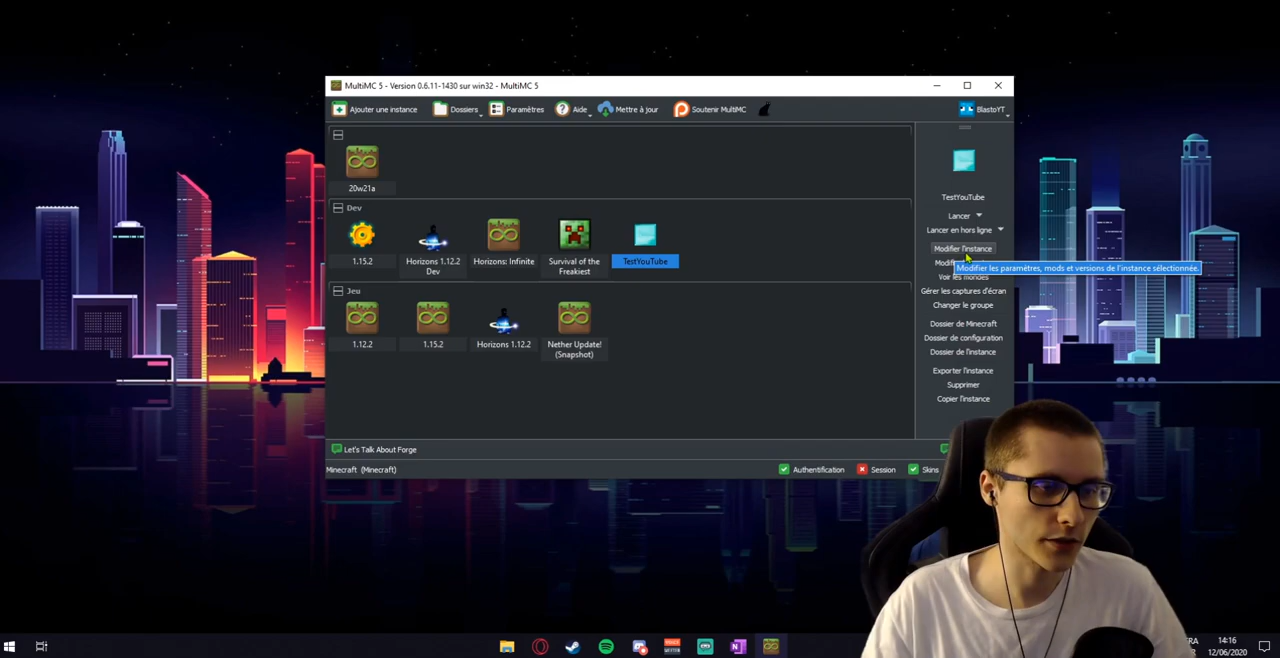 MultiMC 5 - Version 0.6.11-1430 sur win32 - MultiMC 5
Ajouter une instance Dossiers Paramètres Aide Mettre à jour Soutenir MultiMC BlastoYT
20w21a
Dev
1.15.2
Horizons 1.12.2
Dev
Horizons: Infinite
Survival of the
Freakiest
TestYouTube
Jeu
1.12.2
1.15.2
Horizons 1.12.2
Nether Update!
(Snapshot)
TestYouTube
Lancer
Lancer en hors ligne
Modifier l'instance
Modifier les paramètres, mods et versions de l'instance sélectionnée.
Voir les mondes
Gérer les captures d'écran
Changer le groupe
Dossier de Minecraft
Dossier de configuration
Dossier de l'instance
Exporter l'instance
Supprimer
Copier l'instance
Let's Talk About Forge
Minecraft (Minecraft)
Authentification Session Skins
14:16
12/06/2020